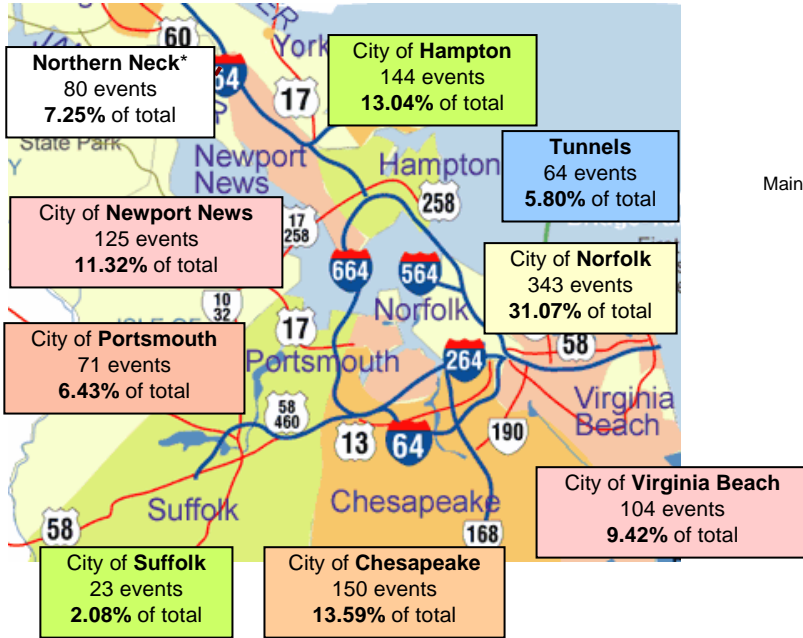 60
York
Northern Neck*
80 events
7.25% of total
64
17
City of Hampton
144 events
13.04% of total
State Park
Newport
News
Hampton
258
Tunnels
64 events
5.80% of total
Main
City of Newport News
125 events
11.32% of total
17
258
664
564
City of Norfolk
343 events
31.07% of total
10
32
Norfolk
17
City of Portsmouth
71 events
6.43% of total
Portsmouth
264
58
Virginia
Beach
58
460
13
64
190
Suffolk
Chesapeake
58
168
City of Virginia Beach
104 events
9.42% of total
City of Suffolk
23 events
2.08% of total
City of Chesapeake
150 events
13.59% of total